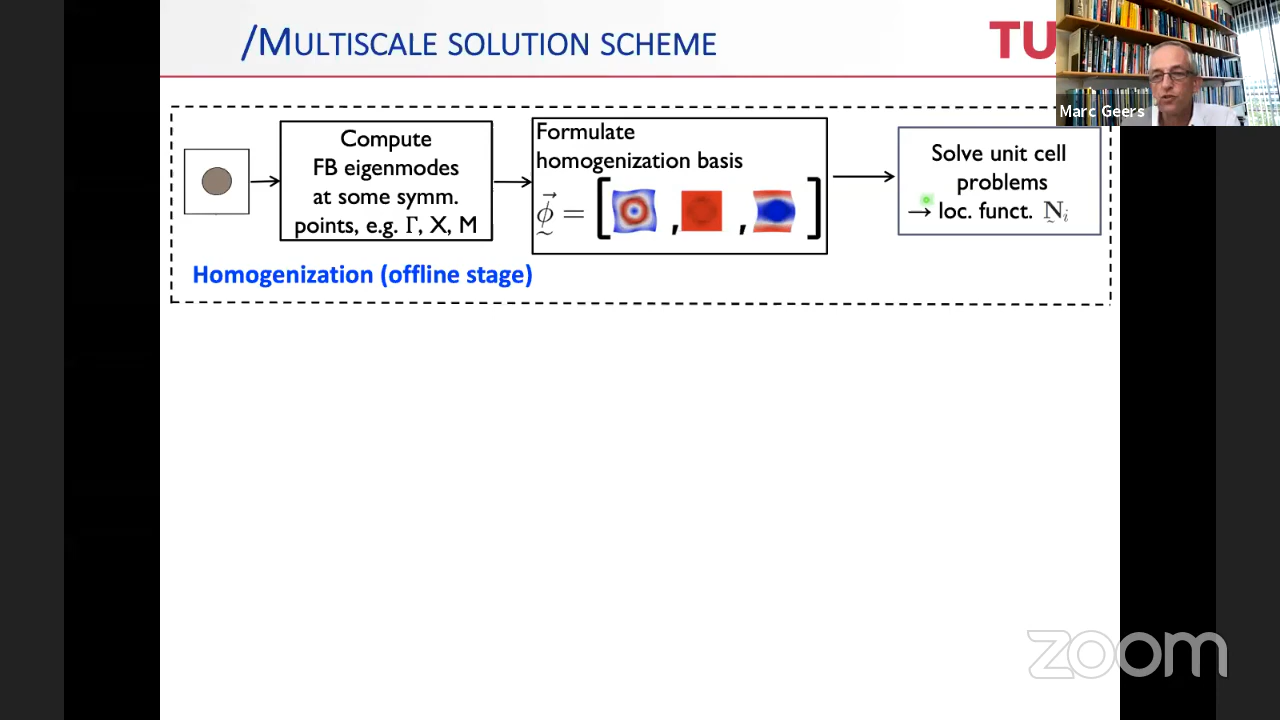 /MULTISCALE SOLUTION SCHEME
TU
Marc Geers
Compute
FB eigenmodes
at some symm.
points, e.g. Γ, X, M
Formulate
homogenization basis
ϕ⃗ = [ , , ]
Solve unit cell
problems
→ loc. funct. N_i
Homogenization (offline stage)
zoom